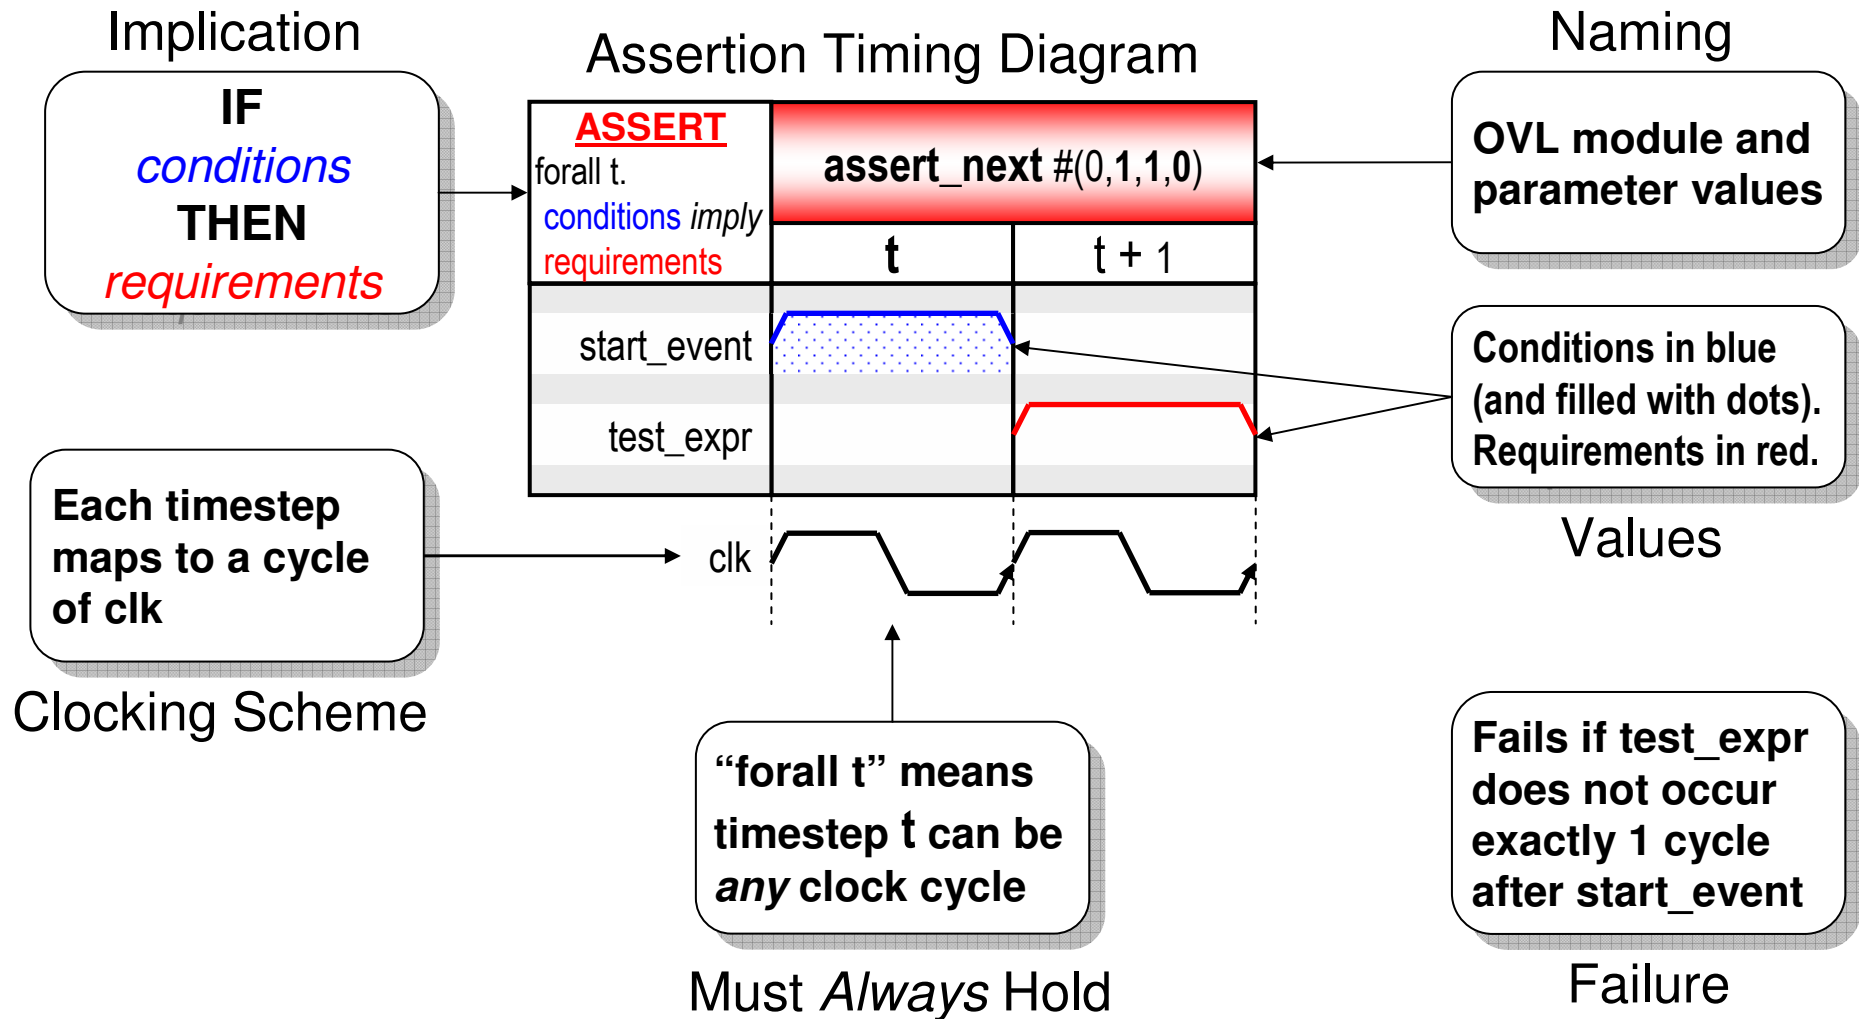 Implication
IF
conditions
THEN
requirements
Assertion Timing Diagram
ASSERT
forall t.
conditions imply
requirements
assert_next #(0,1,1,0)
t
t + 1
start_event
test_expr
clk
Naming
OVL module and
parameter values
Conditions in blue
(and filled with dots).
Requirements in red.
Values
Each timestep
maps to a cycle
of clk
Clocking Scheme
“forall t” means
timestep t can be
any clock cycle
Must Always Hold
Fails if test_expr
does not occur
exactly 1 cycle
after start_event
Failure